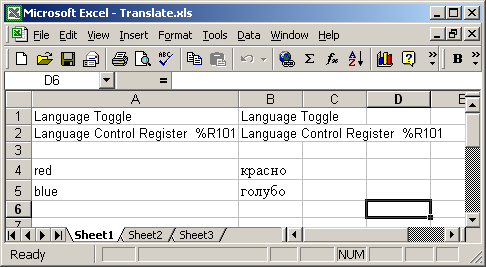 Microsoft Excel - Translate.xls
File Edit View Insert Format Tools Data Window Help
ABC Σ fx A Z B
D6 =
A B C D E
1 Language Toggle Language Toggle
2 Language Control Register %R101 Language Control Register %R101
3
4 red красно
5 blue голубо
6
7
Sheet1 Sheet2 Sheet3
Ready NUM